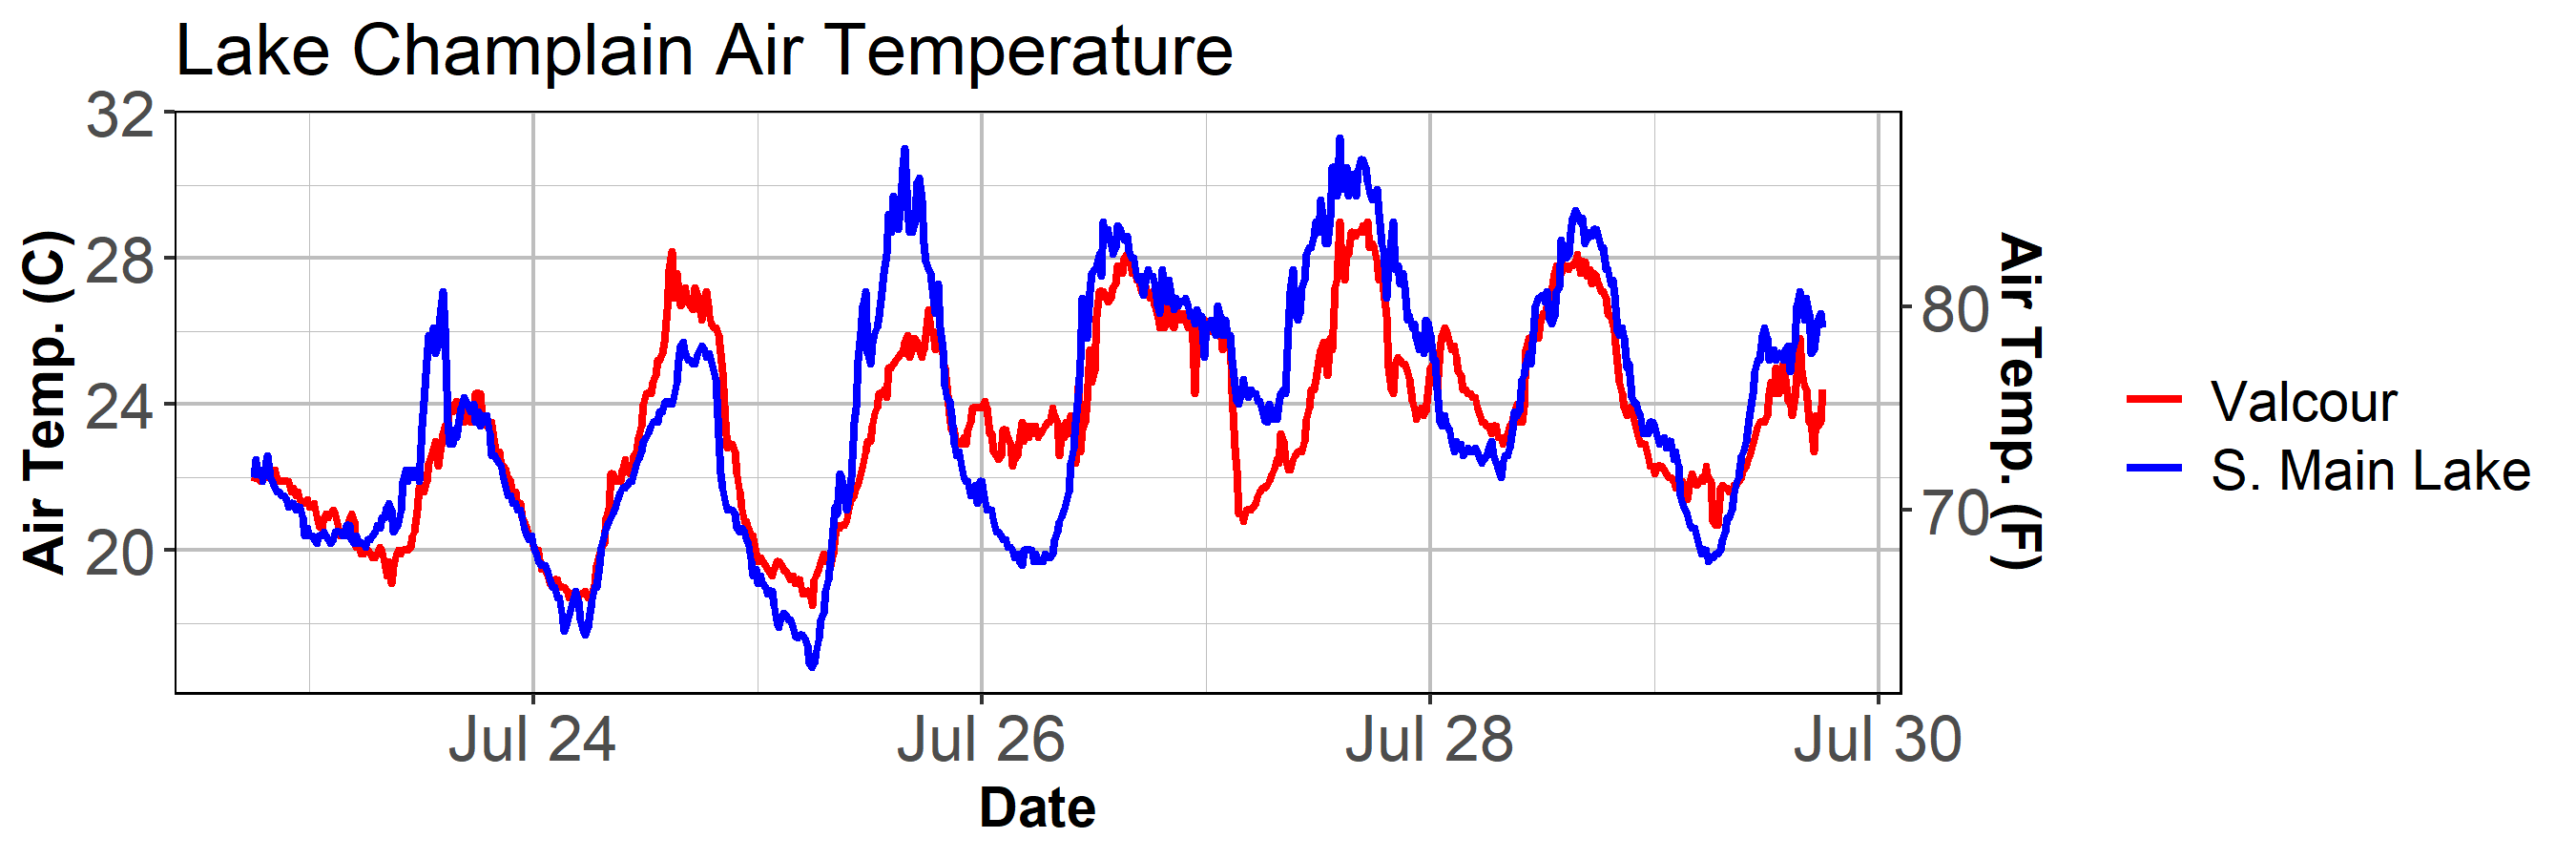 Lake Champlain Air Temperature
32
28
24
20
Air Temp. (C)
80
70
Air Temp. (F)
Jul 24
Jul 26
Jul 28
Jul 30
Date
Valcour
S. Main Lake